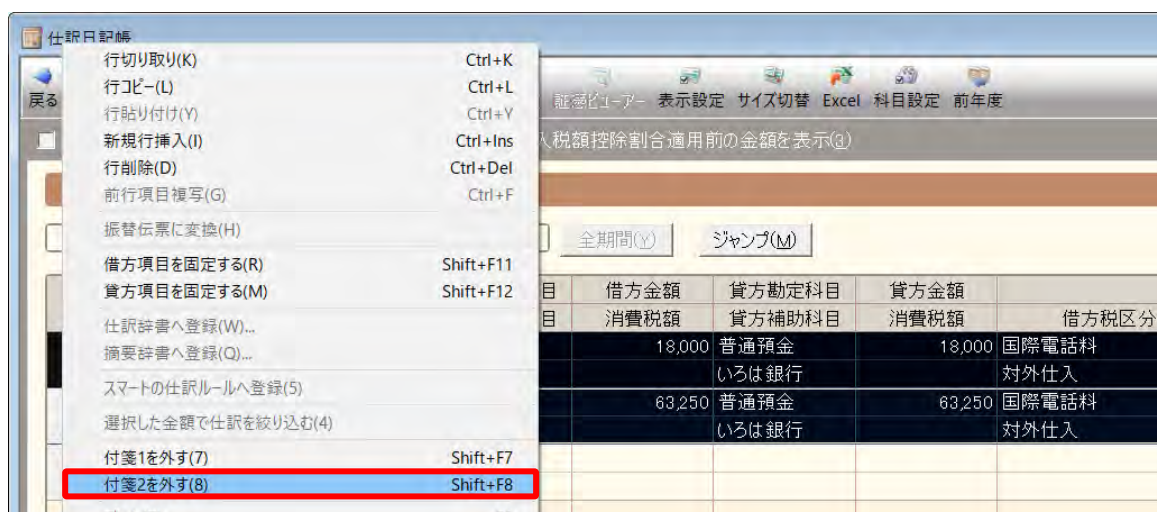 仕訳日記帳
戻る
証憑ビューアー 表示設定 サイズ切替 Excel 科目設定 前年度
入税額控除割合適用前の金額を表示(g)
行切り取り(K) Ctrl+K
行コピー(L) Ctrl+L
行貼り付け(Y) Ctrl+V
新規行挿入(I) Ctrl+Ins
行削除(D) Ctrl+Del
前行項目複写(G) Ctrl+F
振替伝票に変換(H)
借方項目を固定する(R) Shift+F11
貸方項目を固定する(M) Shift+F12
仕訳辞書へ登録(W)...
摘要辞書へ登録(Q)...
スマートの仕訳ルールへ登録(5)
選択した金額で仕訳を絞り込む(4)
付箋1を外す(7) Shift+F7
付箋2を外す(8) Shift+F8
全期間(Y) ジャンプ(M)
目 借方金額 貸方勘定科目 貸方金額
目 消費税額 貸方補助科目 消費税額 借方税区分
18,000 普通預金 18,000 国際電話料
いろは銀行 対外仕入
63,250 普通預金 63,250 国際電話料
いろは銀行 対外仕入